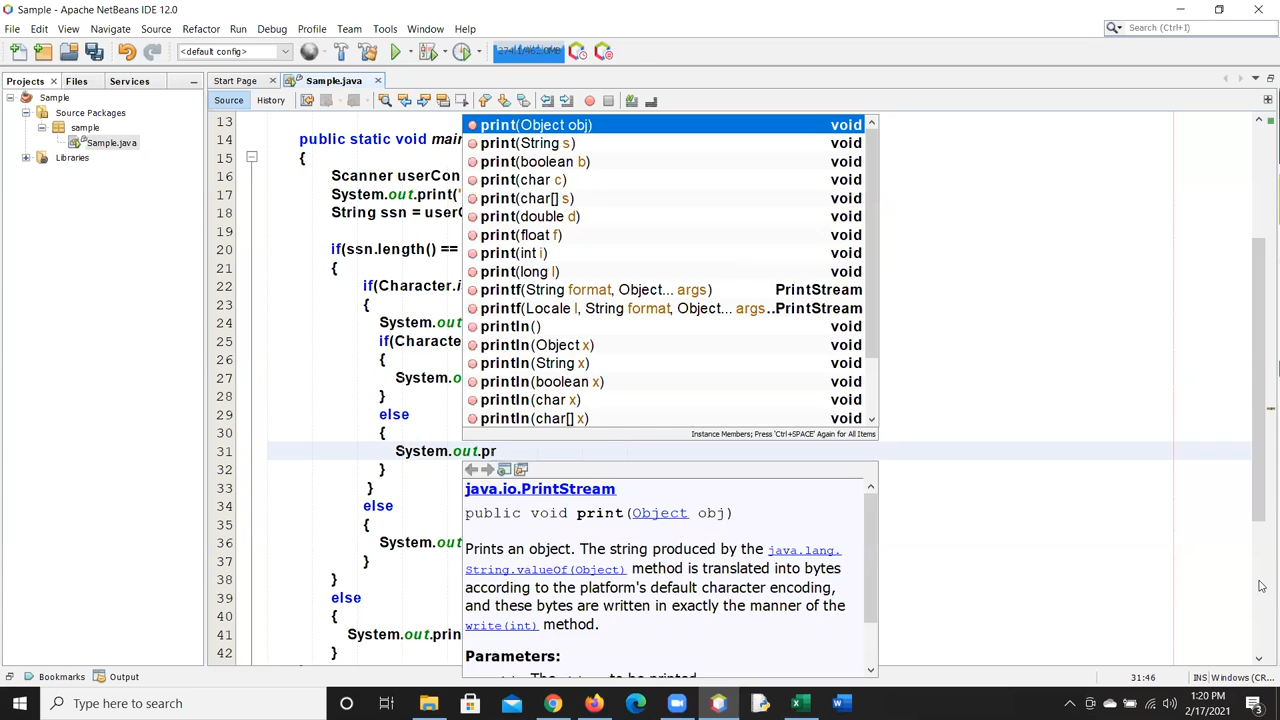 Sample - Apache NetBeans IDE 12.0
File Edit View Navigate Source Refactor Run Debug Profile Team Tools Window Help
Search (Ctrl+I)
<default config>
274.1/462.0MB
Projects Files Services
Start Page Sample.java
Sample
Source Packages
sample
Sample.java
Libraries
Source History
13
14 public static void main
15 {
16 Scanner userCon
17 System.out.print("
18 String ssn = userC
19
20 if(ssn.length() ==
21 {
22 if(Character.i
23 {
24 System.out
25 if(Characte
26 {
27 System.o
28 }
29 else
30 {
31 System.out.pr
32 }
33 }
34 else
35 {
36 System.out
37 }
38 }
39 else
40 {
41 System.out.prin
42 }
print(Object obj) void
print(String s) void
print(boolean b) void
print(char c) void
print(char[] s) void
print(double d) void
print(float f) void
print(int i) void
print(long l) void
printf(String format, Object... args) PrintStream
printf(Locale l, String format, Object... args..PrintStream
println() void
println(Object x) void
println(String x) void
println(boolean x) void
println(char x) void
println(char[] x) void
Instance Members; Press 'Ctrl+SPACE' Again for All Items
java.io.PrintStream
public void print(Object obj)
Prints an object. The string produced by the java.lang.
String.valueOf(Object) method is translated into bytes
according to the platform's default character encoding,
and these bytes are written in exactly the manner of the
write(int) method.
Parameters:
Bookmarks Output
31:46 INS Windows (CR...
Type here to search
1:20 PM
2/17/2021
3